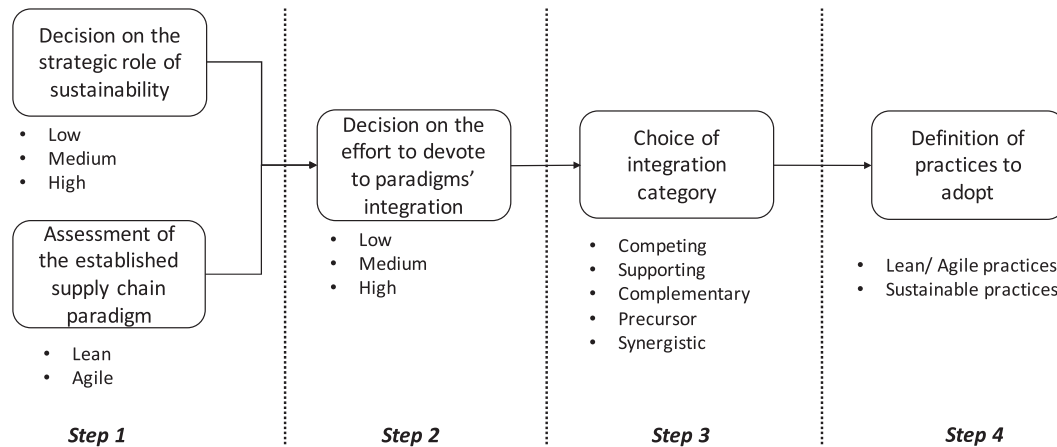 Decision on the
strategic role of
sustainability
• Low
• Medium
• High
Assessment of
the established
supply chain
paradigm
• Lean
• Agile
Step 1
Decision on the
effort to devote
to paradigms’
integration
• Low
• Medium
• High
Step 2
Choice of
integration
category
• Competing
• Supporting
• Complementary
• Precursor
• Synergistic
Step 3
Definition of
practices to
adopt
• Lean/ Agile practices
• Sustainable practices
Step 4